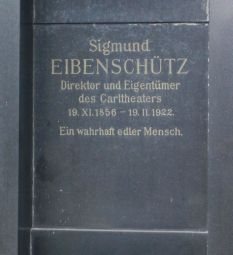 Sigmund
EIBENSCHÜTZ
Direktor und Eigentümer
des Carltheaters
19. XI. 1856 – 19. II. 1922.
Ein wahrhaft edler Mensch.